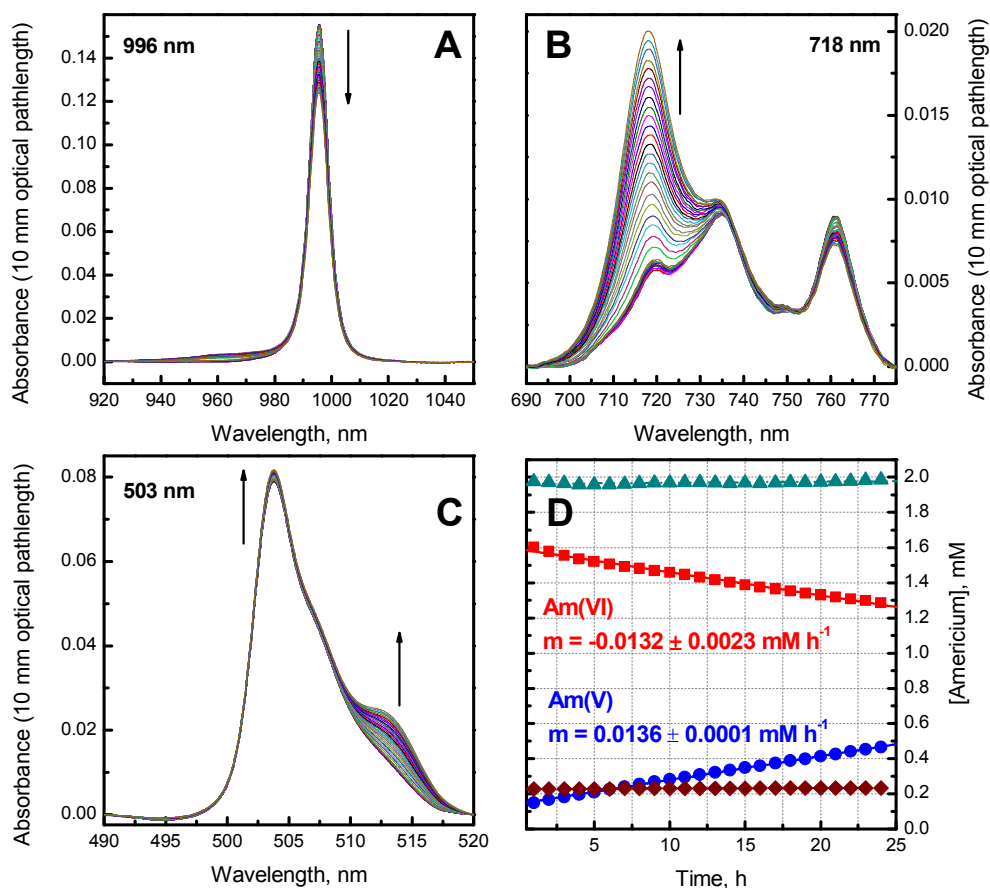 996 nm
A
Absorbance (10 mm optical pathlength)
0.14
0.12
0.10
0.08
0.06
0.04
0.02
0.00
920 940 960 980 1000 1020 1040
Wavelength, nm
B
718 nm
0.020
0.015
0.010
0.005
0.000
Absorbance (10 mm optical pathlength)
690 700 710 720 730 740 750 760 770
Wavelength, nm
503 nm
C
Absorbance (10 mm optical pathlength)
0.08
0.06
0.04
0.02
0.00
490 495 500 505 510 515 520
Wavelength, nm
D
Am(VI)
m = -0.0132 ± 0.0023 mM h⁻¹
Am(V)
m = 0.0136 ± 0.0001 mM h⁻¹
2.0
1.8
1.6
1.4
1.2
1.0
0.8
0.6
0.4
0.2
0.0
[Americium], mM
5 10 15 20 25
Time, h